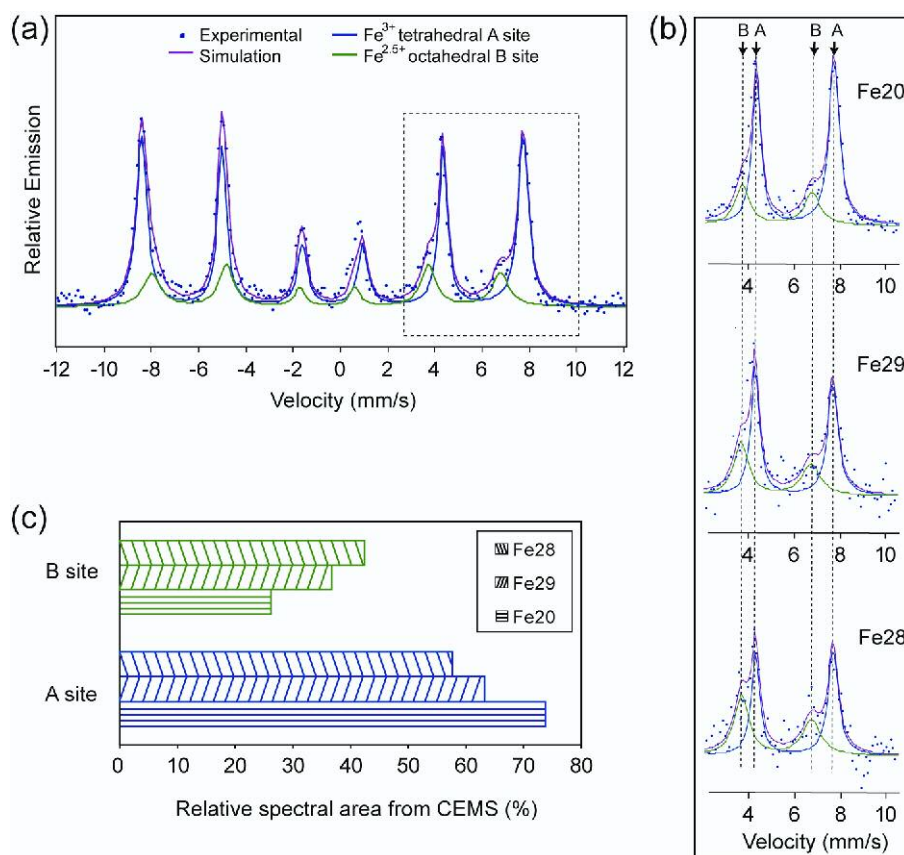 (a)
Experimental
Simulation
Fe3+ tetrahedral A site
Fe2.5+ octahedral B site
Relative Emission
-12 -10 -8 -6 -4 -2 0 2 4 6 8 10 12
Velocity (mm/s)
(b)
B A B A
Fe20
4 6 8 10
Fe29
4 6 8 10
Fe28
4 6 8 10
Velocity (mm/s)
(c)
B site
A site
Fe28
Fe29
Fe20
0 10 20 30 40 50 60 70 80
Relative spectral area from CEMS (%)